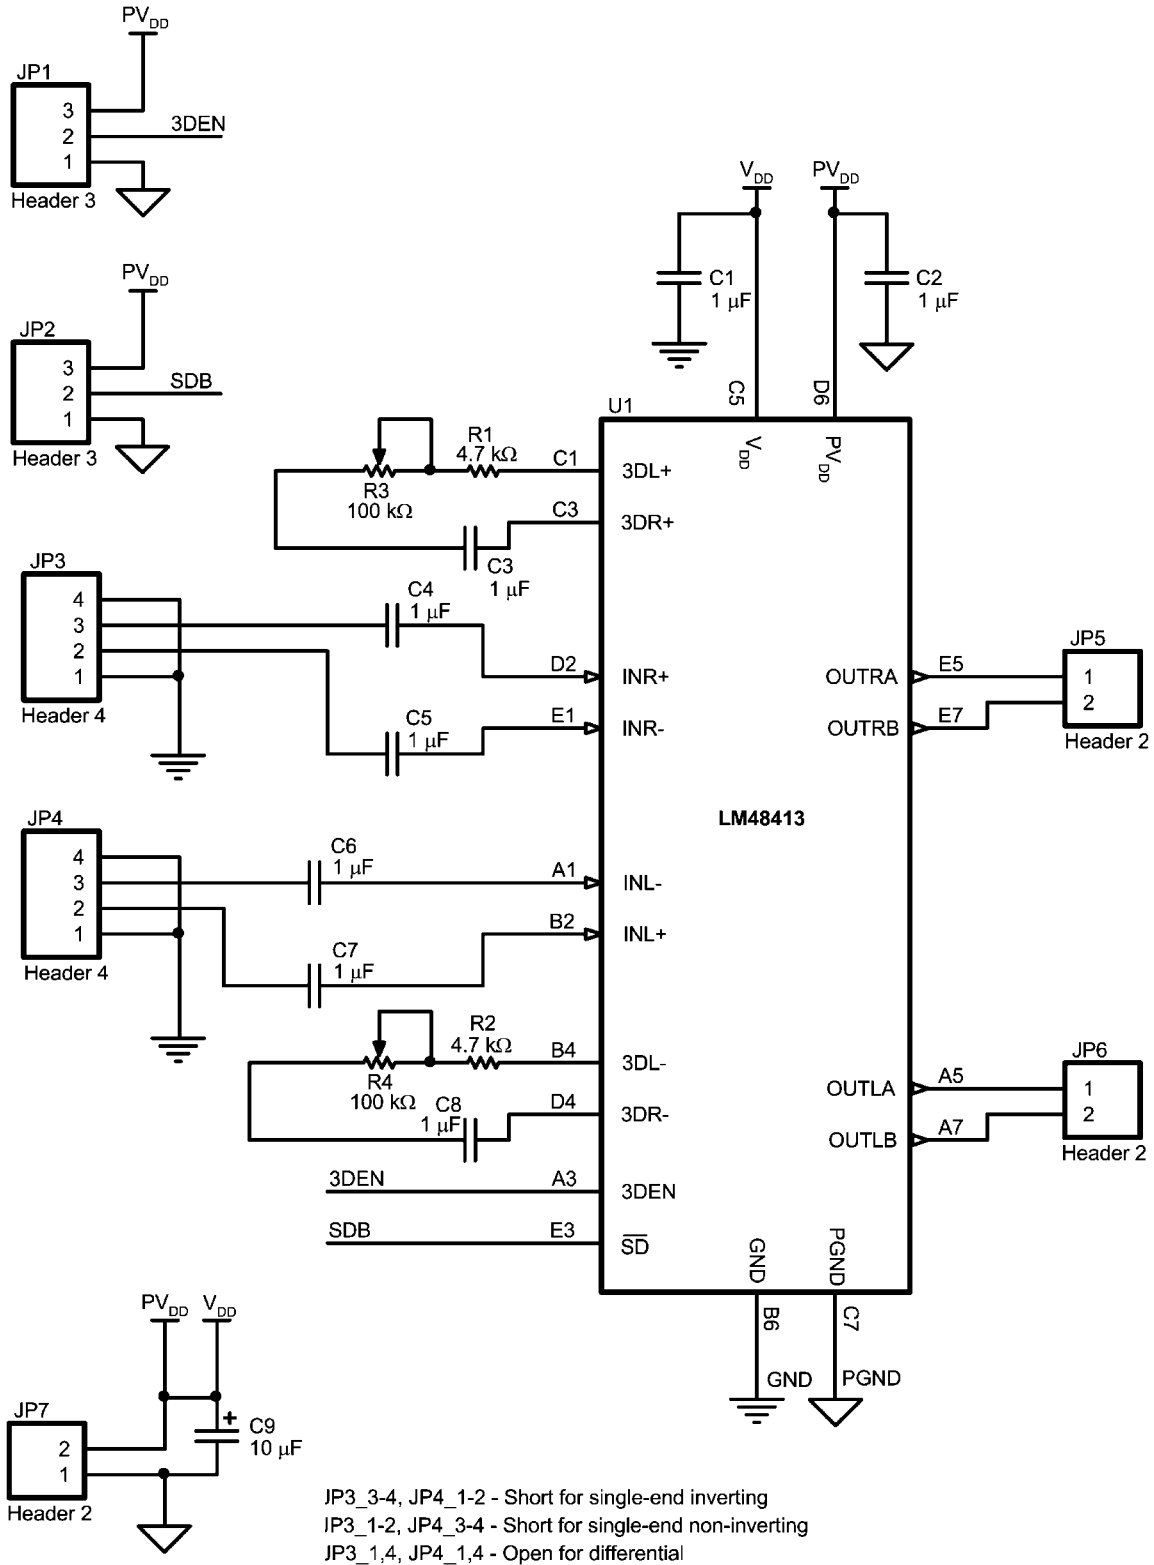 PVDD
JP1
3
2
1
3DEN
Header 3
PVDD
JP2
3
2
1
SDB
Header 3
VDD
PVDD
C1
1 µF
C2
1 µF
C5
D6
U1
VDD
PVDD
R1
4.7 kΩ
R3
100 kΩ
C1
3DL+
C3
3DR+
C3
1 µF
JP3
4
3
2
1
Header 4
C4
1 µF
D2
INR+
C5
1 µF
E1
INR-
OUTRA
E5
OUTRB
E7
JP5
1
2
Header 2
LM48413
JP4
4
3
2
1
Header 4
C6
1 µF
A1
INL-
B2
INL+
C7
1 µF
R2
4.7 kΩ
R4
100 kΩ
B4
3DL-
C8
1 µF
D4
3DR-
OUTLA
A5
OUTLB
A7
JP6
1
2
Header 2
3DEN
A3
3DEN
SDB
E3
S̅D̅
GND
PGND
B6
C7
GND
PGND
PVDD
VDD
JP7
2
1
Header 2
+
C9
10 µF
JP3_3-4, JP4_1-2 - Short for single-end inverting
JP3_1-2, JP4_3-4 - Short for single-end non-inverting
JP3_1,4, JP4_1,4 - Open for differential